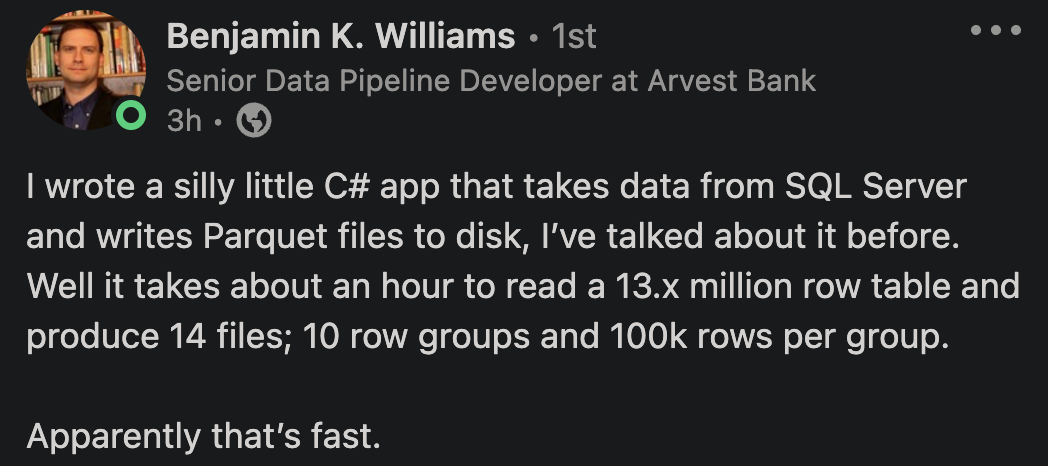 Benjamin K. Williams • 1st
Senior Data Pipeline Developer at Arvest Bank
3h •
I wrote a silly little C# app that takes data from SQL Server
and writes Parquet files to disk, I’ve talked about it before.
Well it takes about an hour to read a 13.x million row table and
produce 14 files; 10 row groups and 100k rows per group.
Apparently that’s fast.